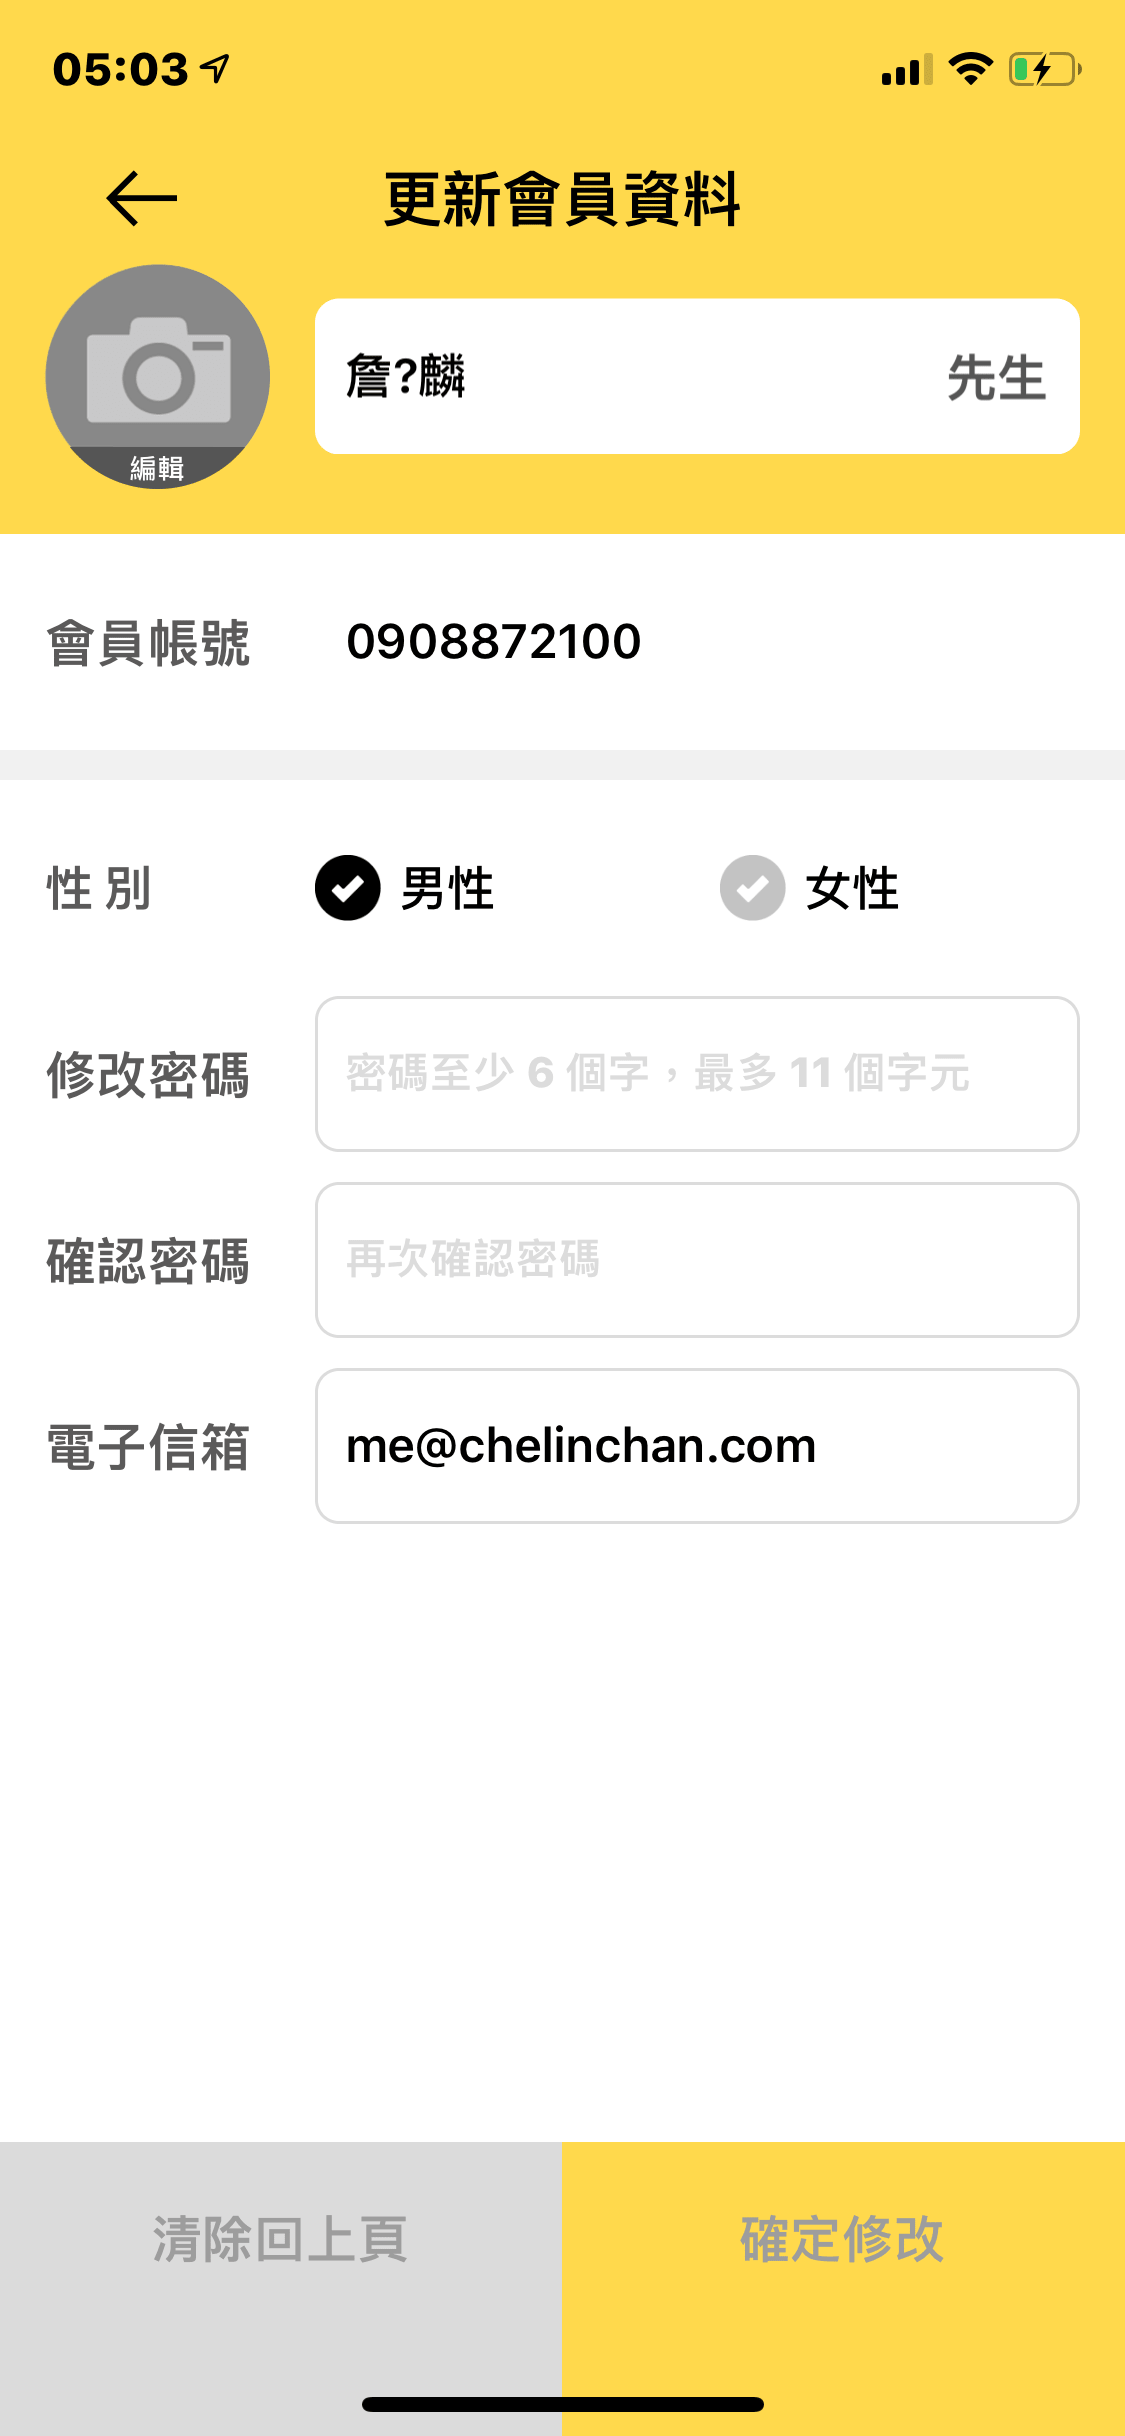 05:03
更新會員資料
詹?麟 先生
編輯
會員帳號 0908872100
性別 男性 女性
修改密碼 密碼至少 6 個字，最多 11 個字元
確認密碼 再次確認密碼
電子信箱 me@chelinchan.com
清除回上頁 確定修改